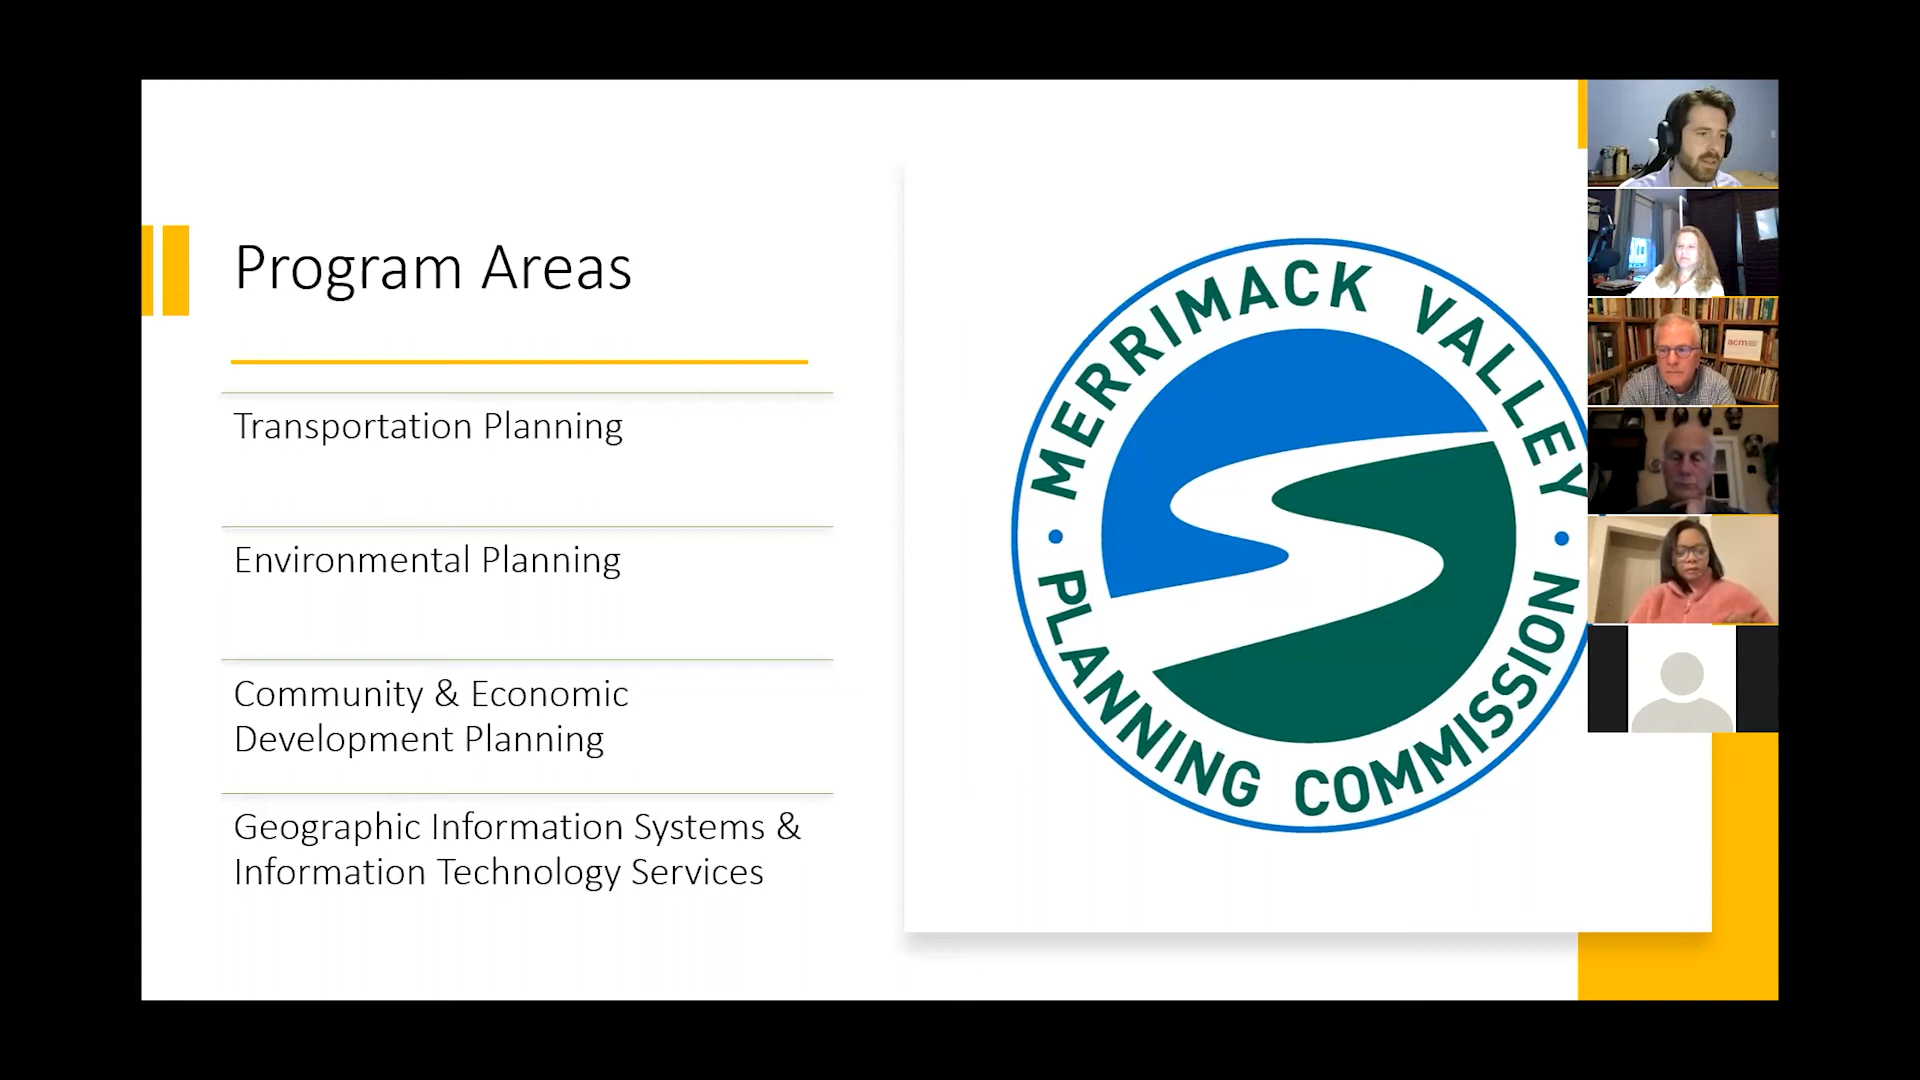 Program Areas
Transportation Planning
Environmental Planning
Community & Economic
Development Planning
Geographic Information Systems &
Information Technology Services
MERRIMACK VALLEY
PLANNING COMMISSION
acm